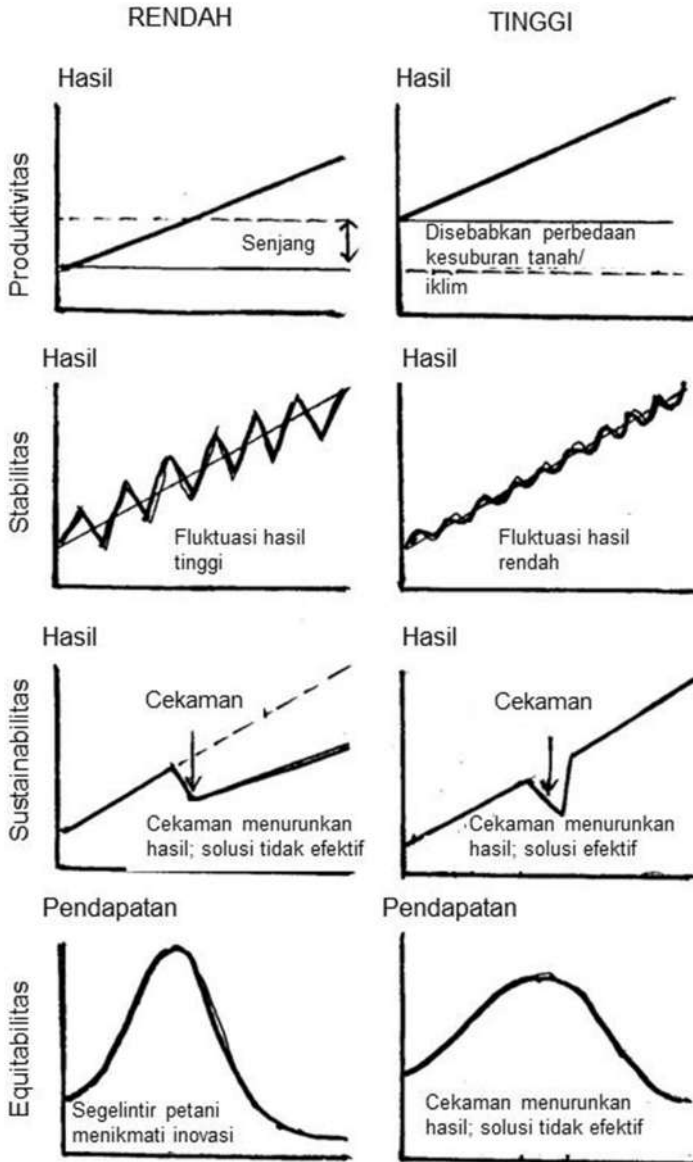 RENDAH
TINGGI
Hasil
Hasil
Produktivitas
Senjang
Disebabkan perbedaan
kesuburan tanah/
iklim
Hasil
Hasil
Stabilitas
Fluktuasi hasil
tinggi
Fluktuasi hasil
rendah
Hasil
Hasil
Sustainabilitas
Cekaman
Cekaman
Cekaman menurunkan
hasil; solusi tidak efektif
Cekaman menurunkan
hasil; solusi efektif
Pendapatan
Pendapatan
Equitabilitas
Segelintir petani
menikmati inovasi
Cekaman menurunkan
hasil; solusi tidak efektif